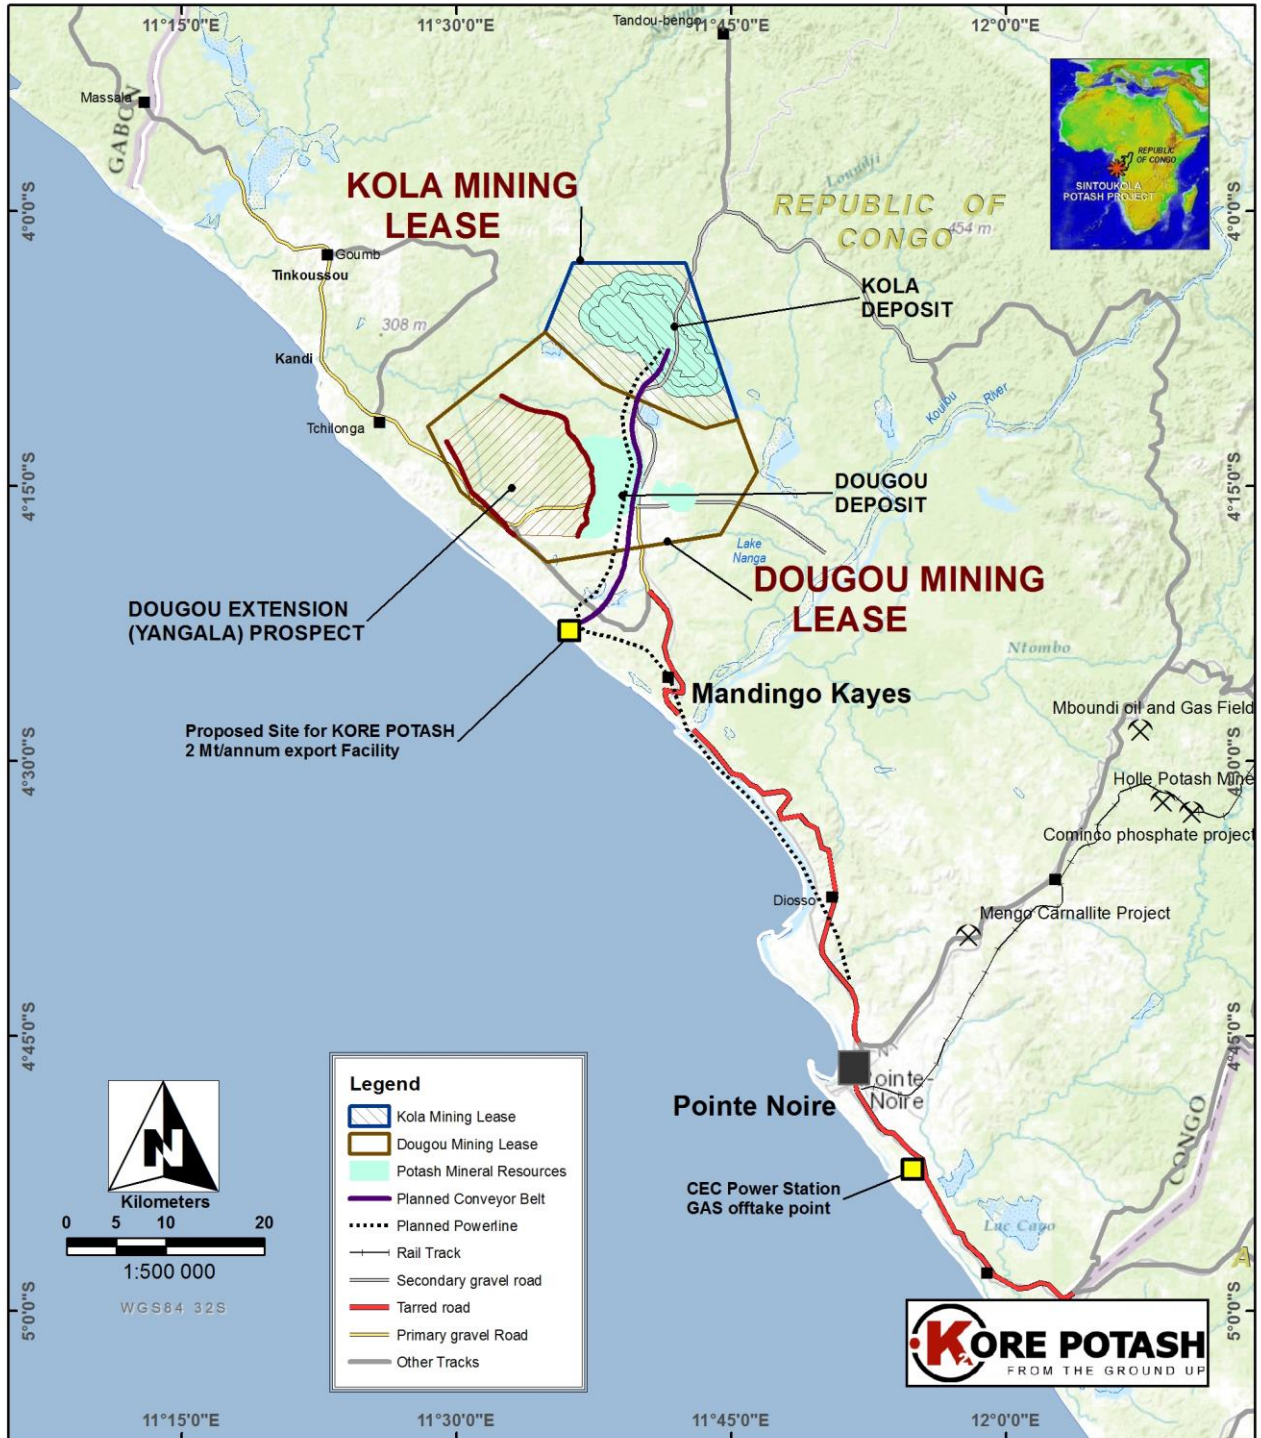 11°15'0"E
11°30'0"E
11°45'0"E
12°0'0"E
Tandou-bengo
Massala
GABON
Loundji
REPUBLIC OF
CONGO
454 m
REPUBLIC
OF CONGO
SINTOUKOLA
POTASH PROJECT
KOLA MINING
LEASE
4°0'0"S
4°0'0"S
Goumb
Tinkoussou
KOLA
DEPOSIT
308 m
Kandi
Kouilou
River
Tchilonga
4°15'0"S
4°15'0"S
DOUGOU
DEPOSIT
Lake
Nanga
DOUGOU MINING
LEASE
DOUGOU EXTENSION
(YANGALA) PROSPECT
Ntombo
Mandingo Kayes
Mboundi oil and Gas Field
Proposed Site for KORE POTASH
2 Mt/annum export Facility
4°30'0"S
4°30'0"S
Holle Potash Mine
Cominco phosphate project
Diosso
Mengo Carnallite Project
4°45'0"S
4°45'0"S
Pointe Noire
Pointe-
Noire
CONGO
CEC Power Station
GAS offtake point
Luc Capo
A
N
Kilometers
0 5 10 20
1:500 000
WGS84 32S
Legend
Kola Mining Lease
Dougou Mining Lease
Potash Mineral Resources
Planned Conveyor Belt
Planned Powerline
Rail Track
Secondary gravel road
Tarred road
Primary gravel Road
Other Tracks
5°0'0"S
5°0'0"S
K2ORE POTASH
FROM THE GROUND UP
11°15'0"E
11°30'0"E
11°45'0"E
12°0'0"E